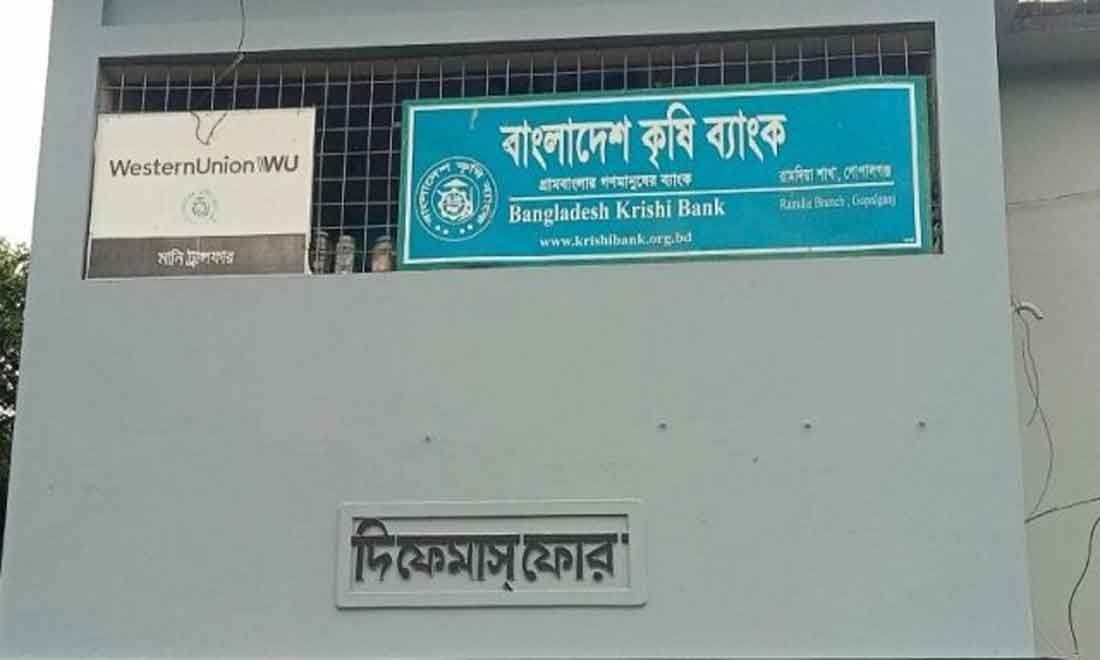 WesternUnion WU
মানি ট্রান্সফার
বাংলাদেশ কৃষি ব্যাংক
গ্রামবাংলার গণমানুষের ব্যাংক
রামদিয়া শাখা, গোপালগঞ্জ
Bangladesh Krishi Bank
Ramdia Branch, Gopalganj
www.krishibank.org.bd
বাংলাদেশ কৃষি ব্যাংক
দি ফেমাস্ ফোর